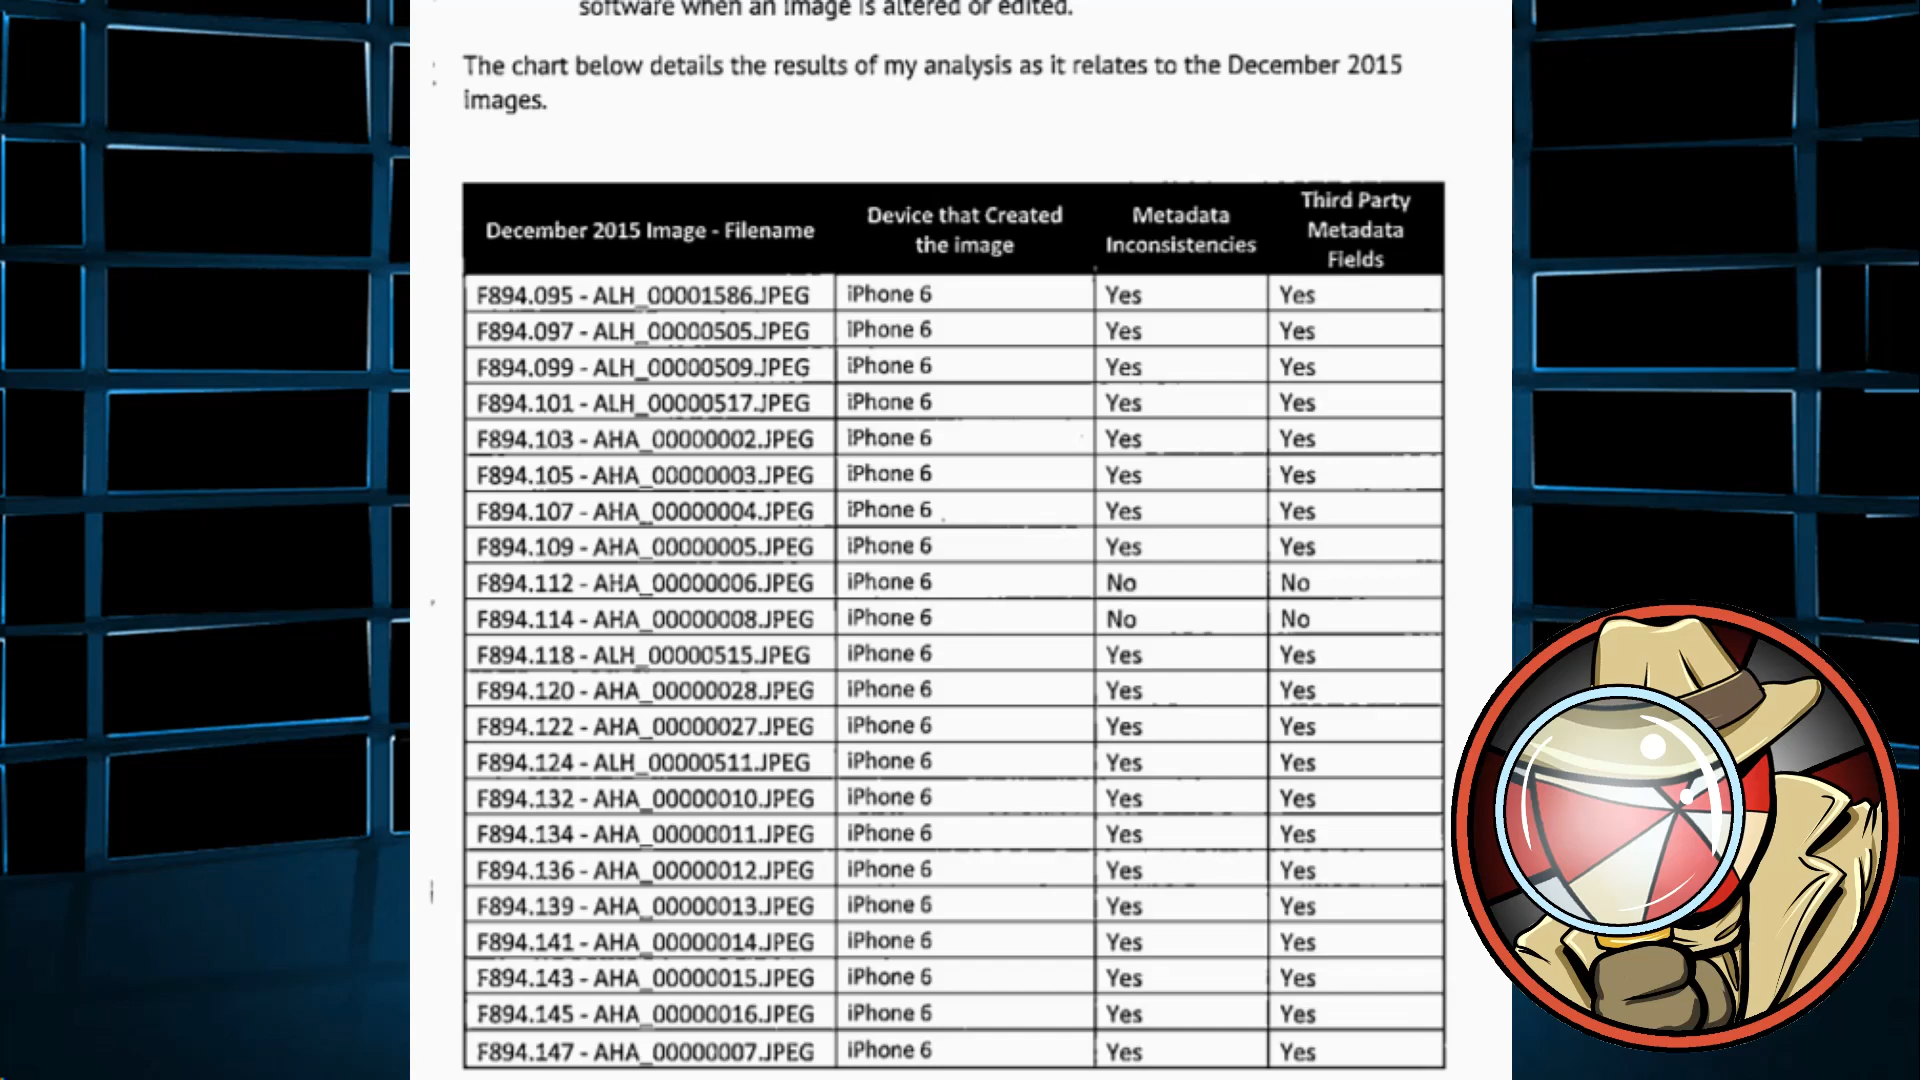 software when an image is altered or edited.
The chart below details the results of my analysis as it relates to the December 2015
images.
December 2015 Image - Filename Device that Created the image Metadata Inconsistencies Third Party Metadata Fields
F894.095 - ALH_00001586.JPEG iPhone 6 Yes Yes
F894.097 - ALH_00000505.JPEG iPhone 6 Yes Yes
F894.099 - ALH_00000509.JPEG iPhone 6 Yes Yes
F894.101 - ALH_00000517.JPEG iPhone 6 Yes Yes
F894.103 - AHA_00000002.JPEG iPhone 6 Yes Yes
F894.105 - AHA_00000003.JPEG iPhone 6 Yes Yes
F894.107 - AHA_00000004.JPEG iPhone 6 Yes Yes
F894.109 - AHA_00000005.JPEG iPhone 6 Yes Yes
F894.112 - AHA_00000006.JPEG iPhone 6 No No
F894.114 - AHA_00000008.JPEG iPhone 6 No No
F894.118 - ALH_00000515.JPEG iPhone 6 Yes Yes
F894.120 - AHA_00000028.JPEG iPhone 6 Yes Yes
F894.122 - AHA_00000027.JPEG iPhone 6 Yes Yes
F894.124 - ALH_00000511.JPEG iPhone 6 Yes Yes
F894.132 - AHA_00000010.JPEG iPhone 6 Yes Yes
F894.134 - AHA_00000011.JPEG iPhone 6 Yes Yes
F894.136 - AHA_00000012.JPEG iPhone 6 Yes Yes
F894.139 - AHA_00000013.JPEG iPhone 6 Yes Yes
F894.141 - AHA_00000014.JPEG iPhone 6 Yes Yes
F894.143 - AHA_00000015.JPEG iPhone 6 Yes Yes
F894.145 - AHA_00000016.JPEG iPhone 6 Yes Yes
F894.147 - AHA_00000007.JPEG iPhone 6 Yes Yes